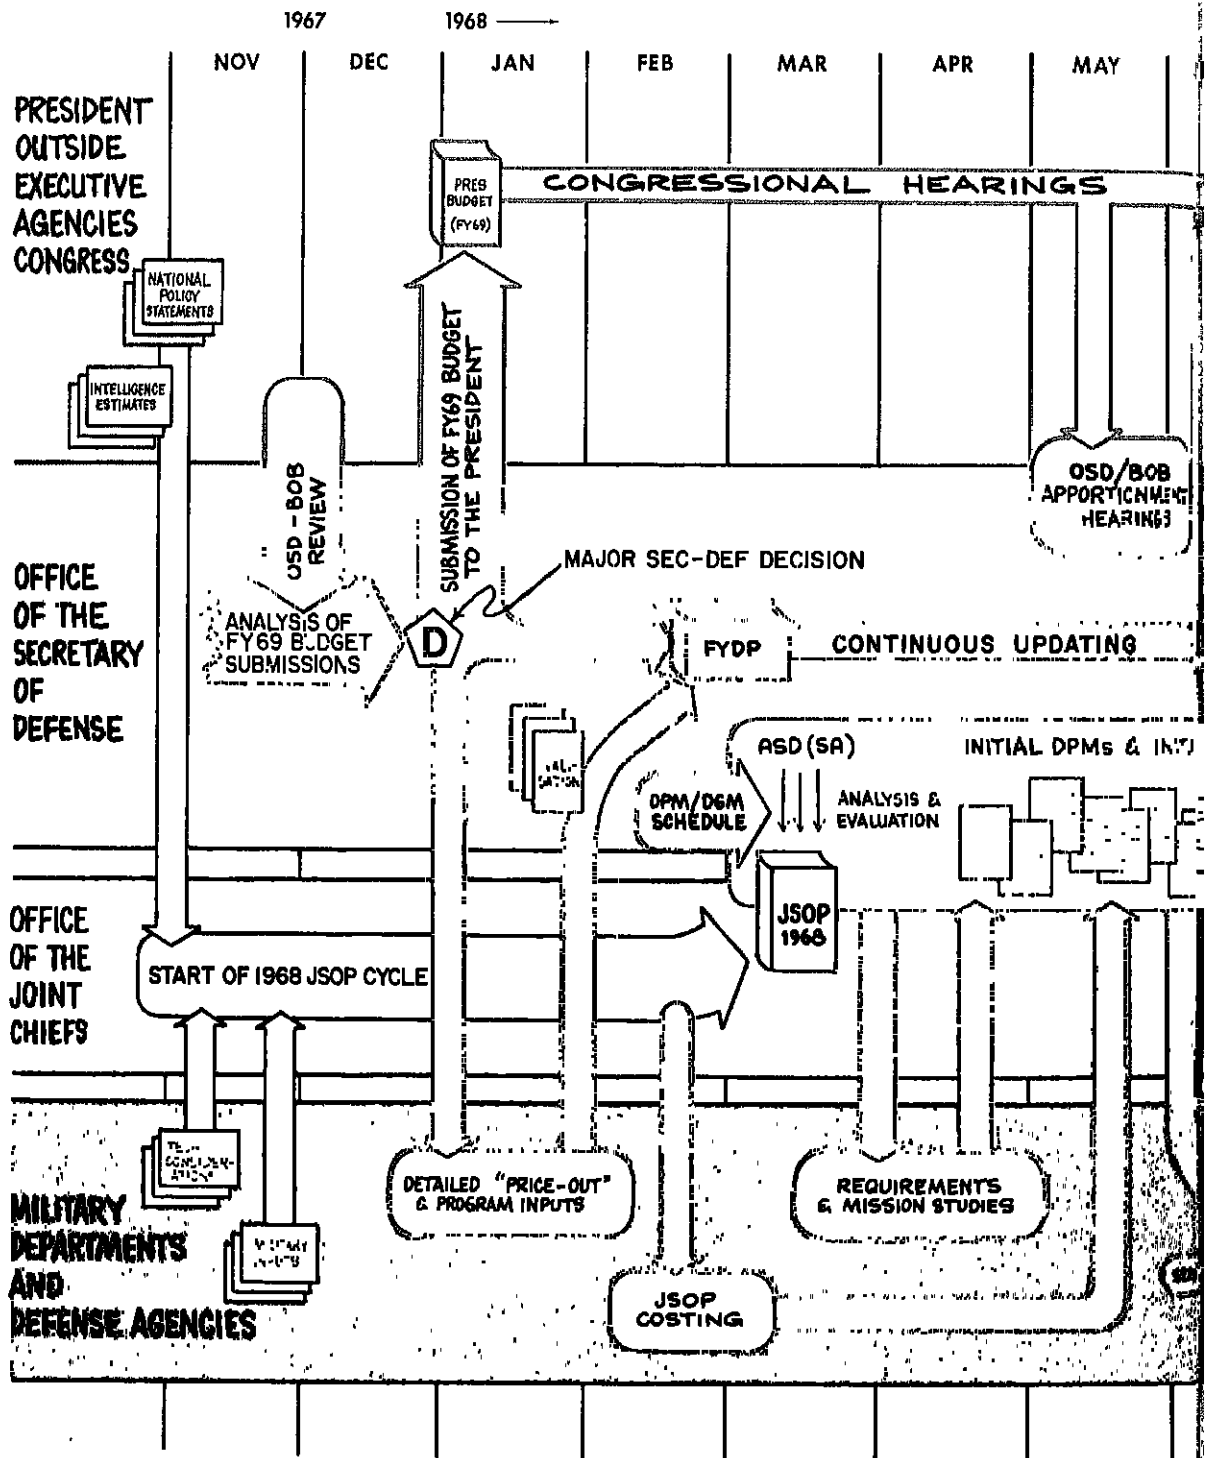 1967
1968
NOV
DEC
JAN
FEB
MAR
APR
MAY
PRESIDENT
OUTSIDE
EXECUTIVE
AGENCIES
CONGRESS
PRES
BUDGET
(FY69)
CONGRESSIONAL HEARINGS
NATIONAL
POLICY
STATEMENTS
INTELLIGENCE
ESTIMATES
OSD-BOB
REVIEW
SUBMISSION OF FY69 BUDGET
TO THE PRESIDENT
OSD/BOB
APPORTIONMENT
HEARINGS
OFFICE
OF THE
SECRETARY
OF
DEFENSE
MAJOR SEC-DEF DECISION
ANALYSIS OF
FY69 BUDGET
SUBMISSIONS
D
FYDP
CONTINUOUS UPDATING
ASD (SA)
INITIAL DPMs &
DPM/DGM
SCHEDULE
ANALYSIS &
EVALUATION
OFFICE
OF THE
JOINT
CHIEFS
JSOP
1968
START OF 1968 JSOP CYCLE
MILITARY
DEPARTMENTS
AND
DEFENSE AGENCIES
DETAILED "PRICE-OUT"
& PROGRAM INPUTS
REQUIREMENTS
& MISSION STUDIES
JSOP
COSTING